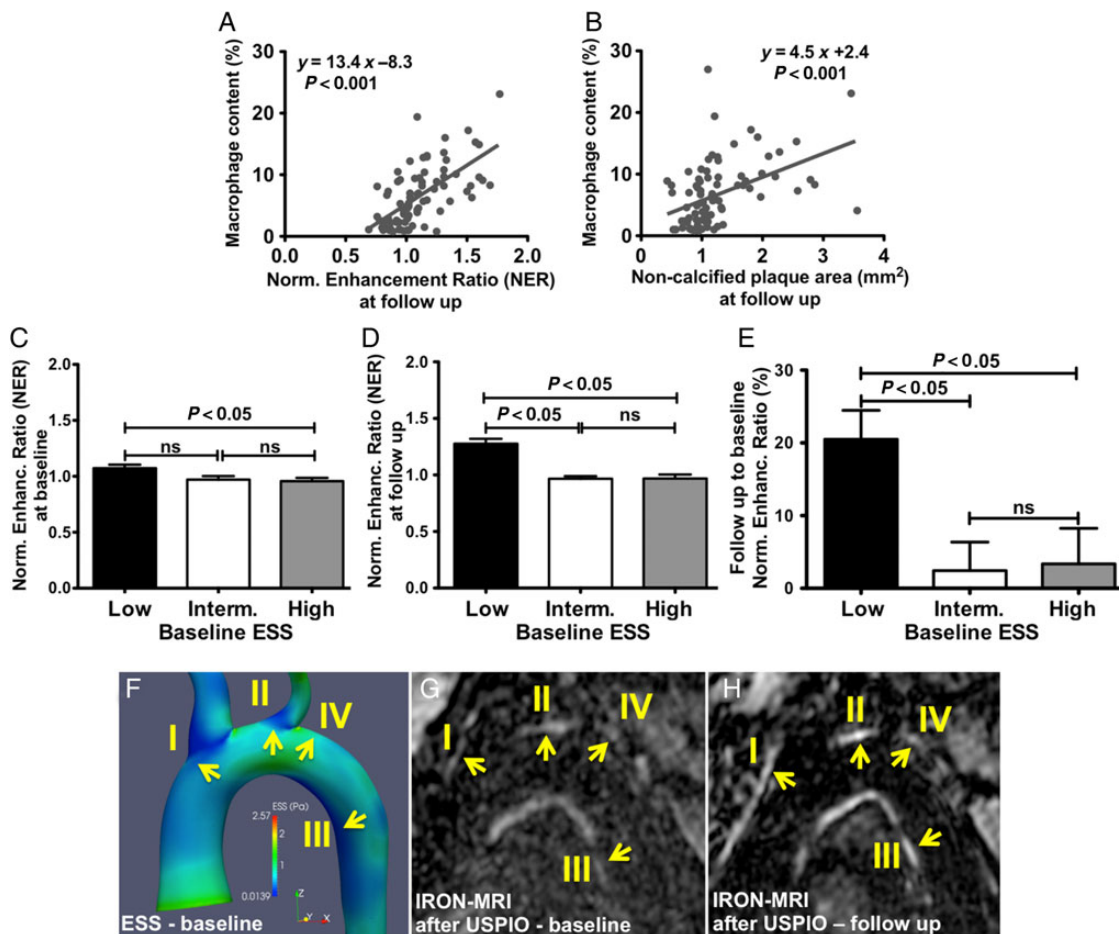 A
30
20
10
0
Macrophage content (%)
y = 13.4 x –8.3
P < 0.001
0.0 0.5 1.0 1.5 2.0
Norm. Enhancement Ratio (NER)
at follow up
B
30
20
10
0
Macrophage content (%)
y = 4.5 x +2.4
P < 0.001
0 1 2 3 4
Non-calcified plaque area (mm²)
at follow up
C
2.0
1.5
1.0
0.5
0.0
Norm. Enhanc. Ratio (NER)
at baseline
P < 0.05
ns ns
Low Interm. High
Baseline ESS
D
2.0
1.5
1.0
0.5
0.0
Norm. Enhanc. Ratio (NER)
at follow up
P < 0.05
P < 0.05 ns
Low Interm. High
Baseline ESS
E
30
20
10
0
Follow up to baseline
Norm. Enhanc. Ratio (%)
P < 0.05
P < 0.05
ns
Low Interm. High
Baseline ESS
F
I
II
IV
III
ESS (Pa)
2.57
2
1
0.0139
Z
Y
X
ESS - baseline
G
I
II
IV
III
IRON-MRI
after USPIO - baseline
H
I
II
IV
III
IRON-MRI
after USPIO – follow up